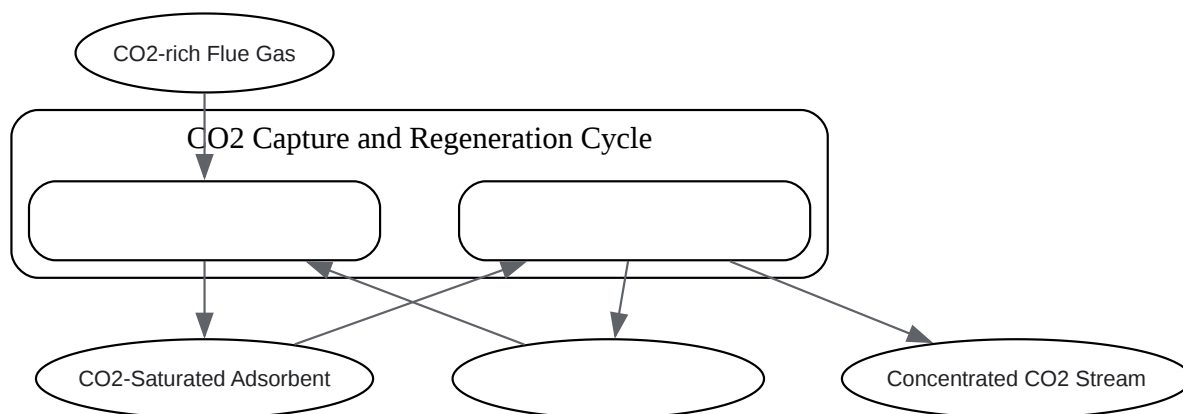 CO2-rich Flue Gas
CO2 Capture and Regeneration Cycle
CO2-Saturated Adsorbent
Concentrated CO2 Stream